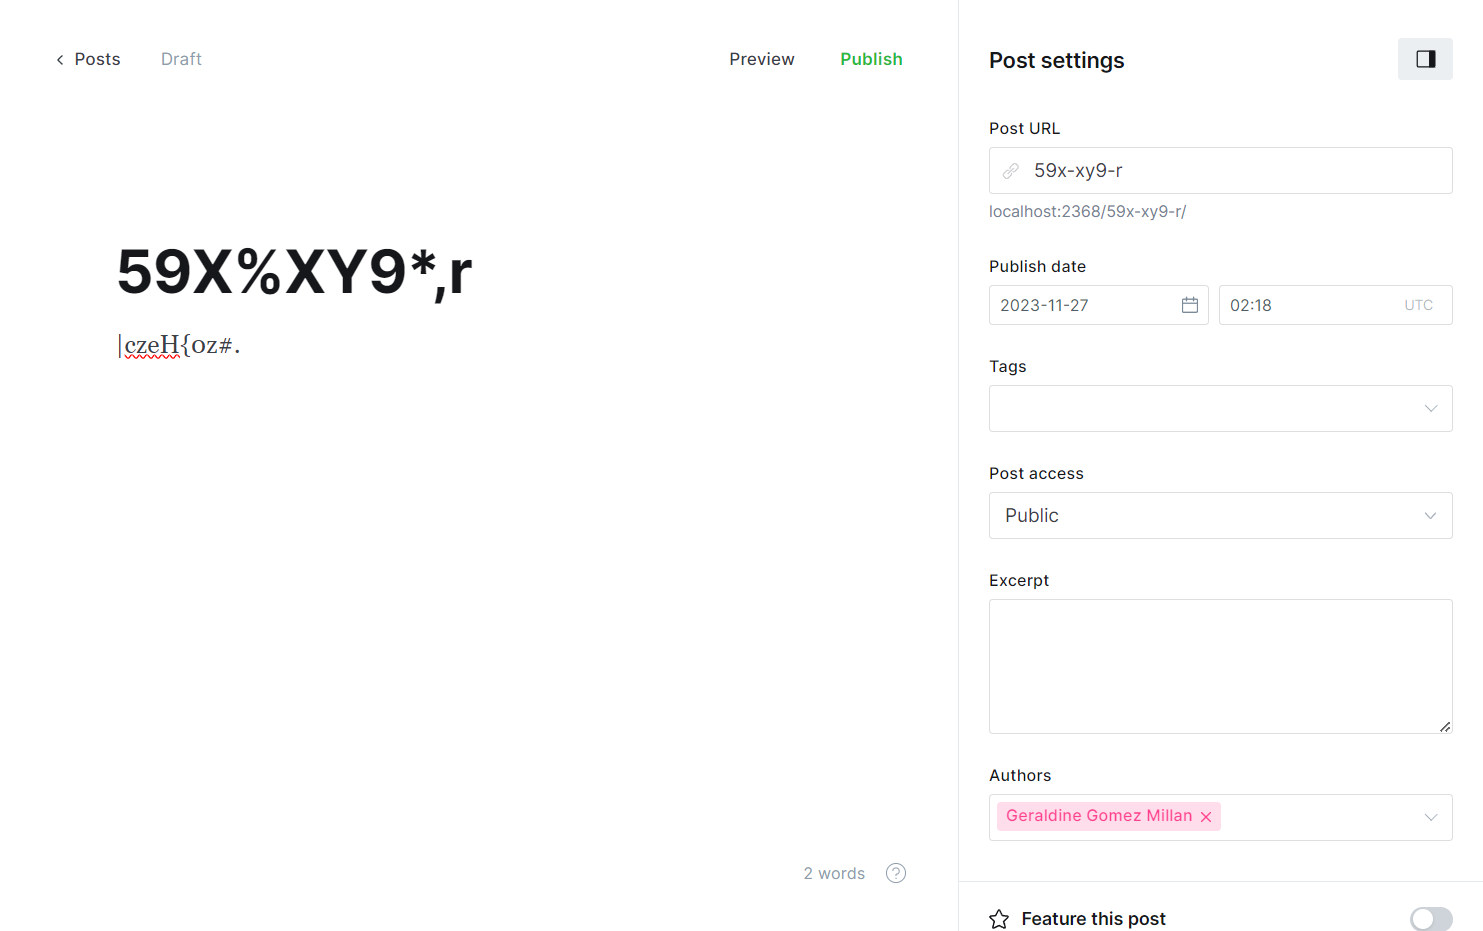 Posts
Draft
Preview
Publish
59X%XY9*,r
|czeH{0z#.
2 words
?
Post settings
Post URL
59x-xy9-r
localhost:2368/59x-xy9-r/
Publish date
2023-11-27
02:18
UTC
Tags
Post access
Public
Excerpt
Authors
Geraldine Gomez Millan ×
Feature this post